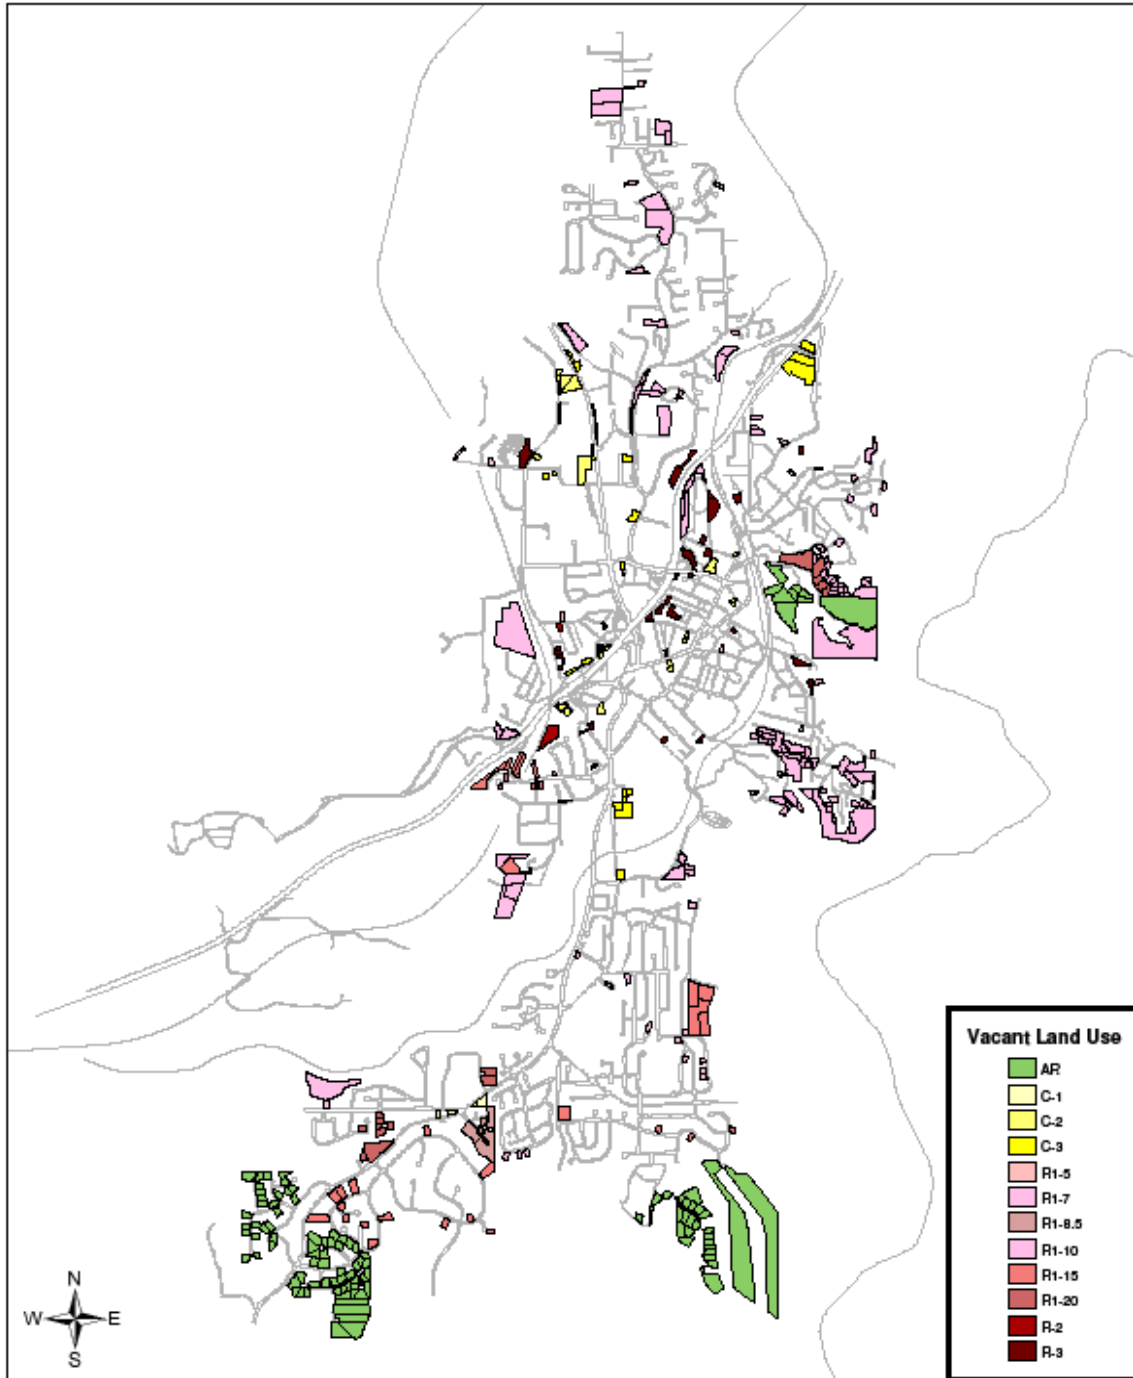 Vacant Land Use
AR
C-1
C-2
C-3
R1-5
R1-7
R1-8.5
R1-10
R1-15
R1-20
R-2
R-3
N
W E
S